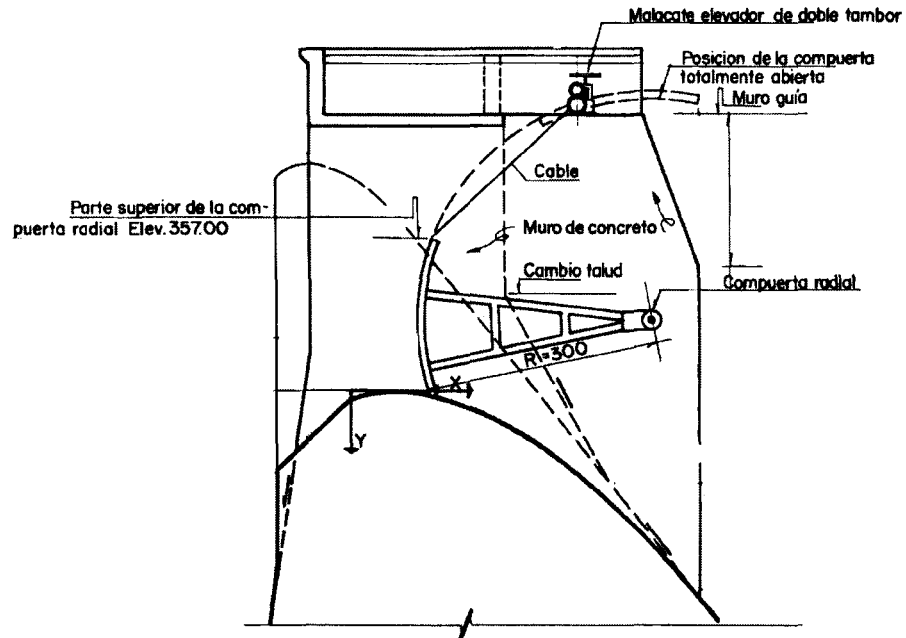 Malacate elevador de doble tambor
Posicion de la compuerta
totalmente abierta
Muro guía
Cable
Parte superior de la com-
puerta radial Elev. 357.00
Muro de concreto
Cambio talud
Compuerta radial
R=300
X
Y